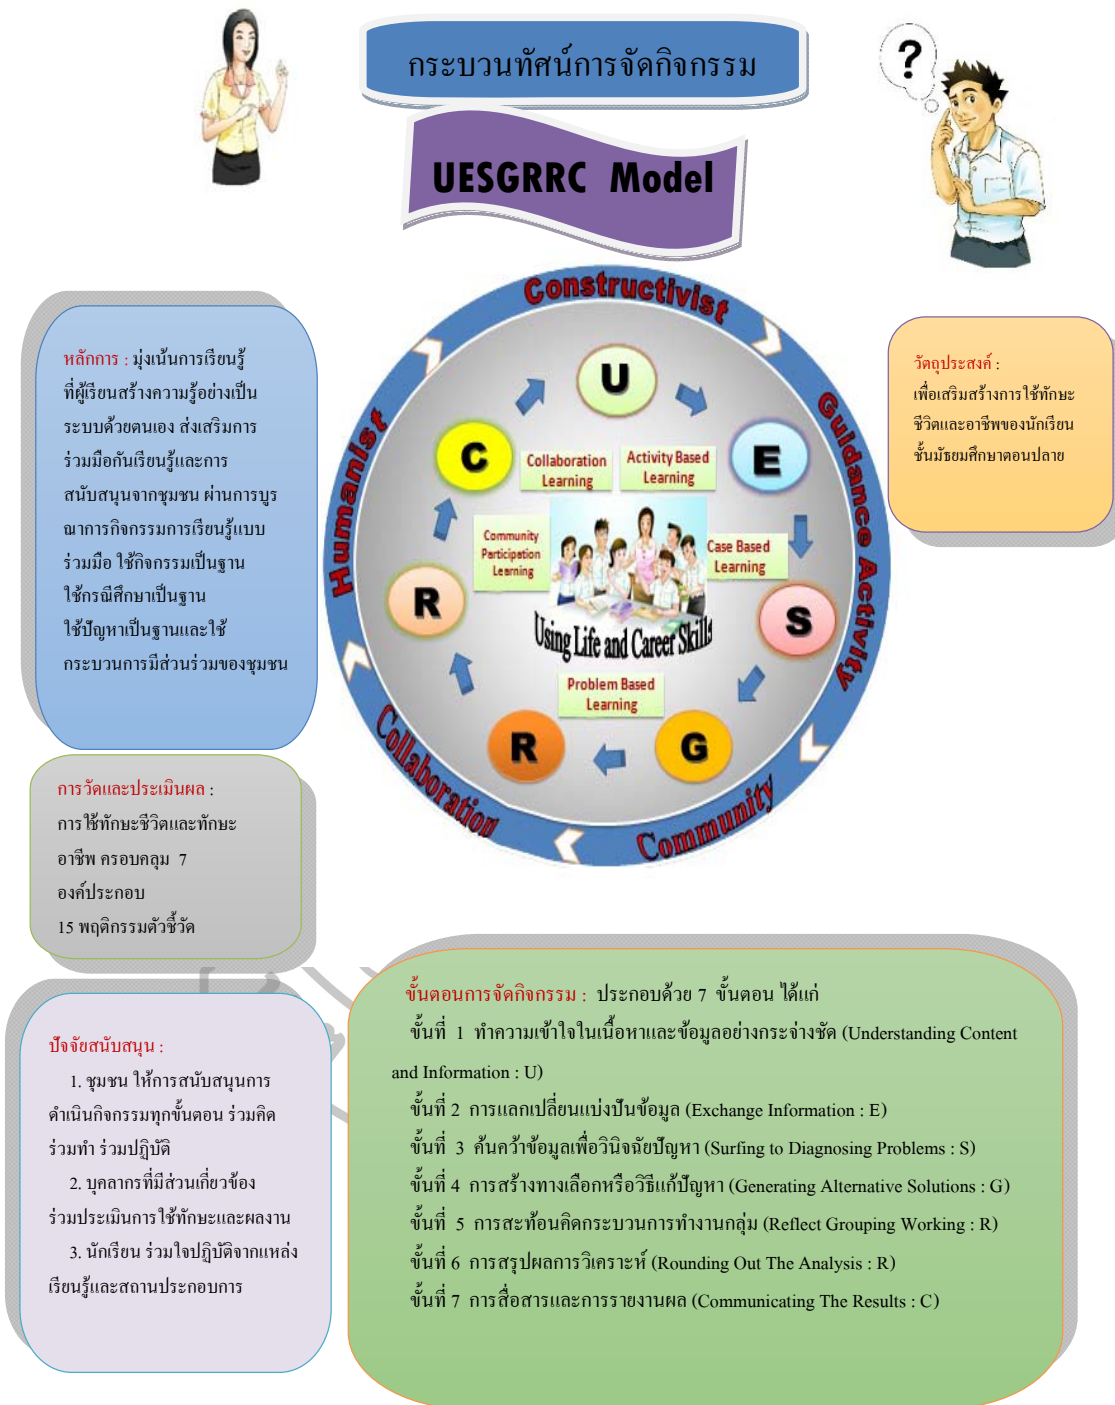 กระบวนทัศน์การจัดกิจกรรม
?
UESGRRC Model
Constructivist
Guidance Activity
Community
Collaboration
Humanist
U
E
S
G
R
R
C
Collaboration
Learning
Activity Based
Learning
Community
Participation
Learning
Case Based
Learning
Using Life and Career Skills
Problem Based
Learning
หลักการ : มุ่งเน้นการเรียนรู้
ที่ผู้เรียนสร้างความรู้อย่างเป็น
ระบบด้วยตนเอง ส่งเสริมการ
ร่วมมือกันเรียนรู้และการ
สนับสนุนจากชุมชน ผ่านการบูร
ณาการกิจกรรมการเรียนรู้แบบ
ร่วมมือ ใช้กิจกรรมเป็นฐาน
ใช้กรณีศึกษาเป็นฐาน
ใช้ปัญหาเป็นฐานและใช้
กระบวนการมีส่วนร่วมของชุมชน
วัตถุประสงค์ :
เพื่อเสริมสร้างการใช้ทักษะ
ชีวิตและอาชีพของนักเรียน
ชั้นมัธยมศึกษาตอนปลาย
การวัดและประเมินผล :
การใช้ทักษะชีวิตและทักษะ
อาชีพ ครอบคลุม 7
องค์ประกอบ
15 พฤติกรรมตัวชี้วัด
ปัจจัยสนับสนุน :
1. ชุมชน ให้การสนับสนุนการ
ดำเนินกิจกรรมทุกขั้นตอน ร่วมคิด
ร่วมทำ ร่วมปฏิบัติ
2. บุคลากรที่มีส่วนเกี่ยวข้อง
ร่วมประเมินการใช้ทักษะและผลงาน
3. นักเรียน ร่วมใจปฏิบัติจากแหล่ง
เรียนรู้และสถานประกอบการ
ขั้นตอนการจัดกิจกรรม : ประกอบด้วย 7 ขั้นตอน ได้แก่
ขั้นที่ 1 ทำความเข้าใจในเนื้อหาและข้อมูลอย่างกระจ่างชัด (Understanding Content
and Information : U)
ขั้นที่ 2 การแลกเปลี่ยนแบ่งปันข้อมูล (Exchange Information : E)
ขั้นที่ 3 ค้นคว้าข้อมูลเพื่อวินิจฉัยปัญหา (Surfing to Diagnosing Problems : S)
ขั้นที่ 4 การสร้างทางเลือกหรือวิธีแก้ปัญหา (Generating Alternative Solutions : G)
ขั้นที่ 5 การสะท้อนคิดกระบวนการทำงานกลุ่ม (Reflect Grouping Working : R)
ขั้นที่ 6 การสรุปผลการวิเคราะห์ (Rounding Out The Analysis : R)
ขั้นที่ 7 การสื่อสารและการรายงานผล (Communicating The Results : C)